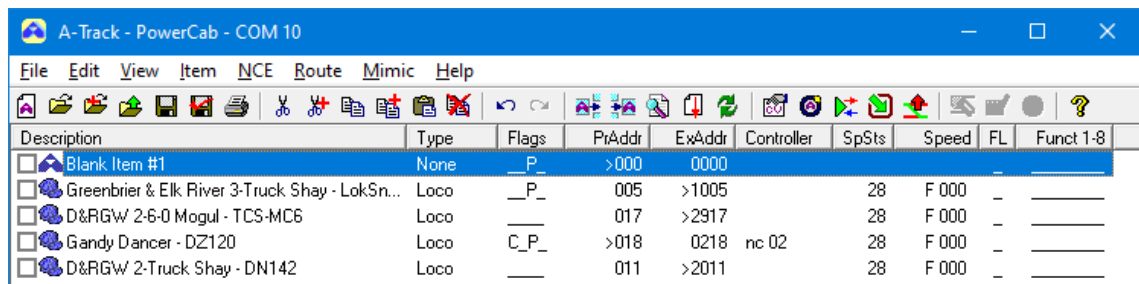 A-Track - PowerCab - COM 10
File Edit View Item NCE Route Mimic Help
Description Type Flags PrAddr ExAddr Controller SpSts Speed FL Funct 1-8
Blank Item #1 None __P_ >000 0000 _ ________
Greenbrier & Elk River 3-Truck Shay - LokSn... Loco __P_ 005 >1005 28 F 000 _ ________
D&RGW 2-6-0 Mogul - TCS-MC6 Loco ____ 017 >2917 28 F 000 _ ________
Gandy Dancer - DZ120 Loco C_P_ >018 0218 nc 02 28 F 000 _ ________
D&RGW 2-Truck Shay - DN142 Loco ____ 011 >2011 28 F 000 _ ________